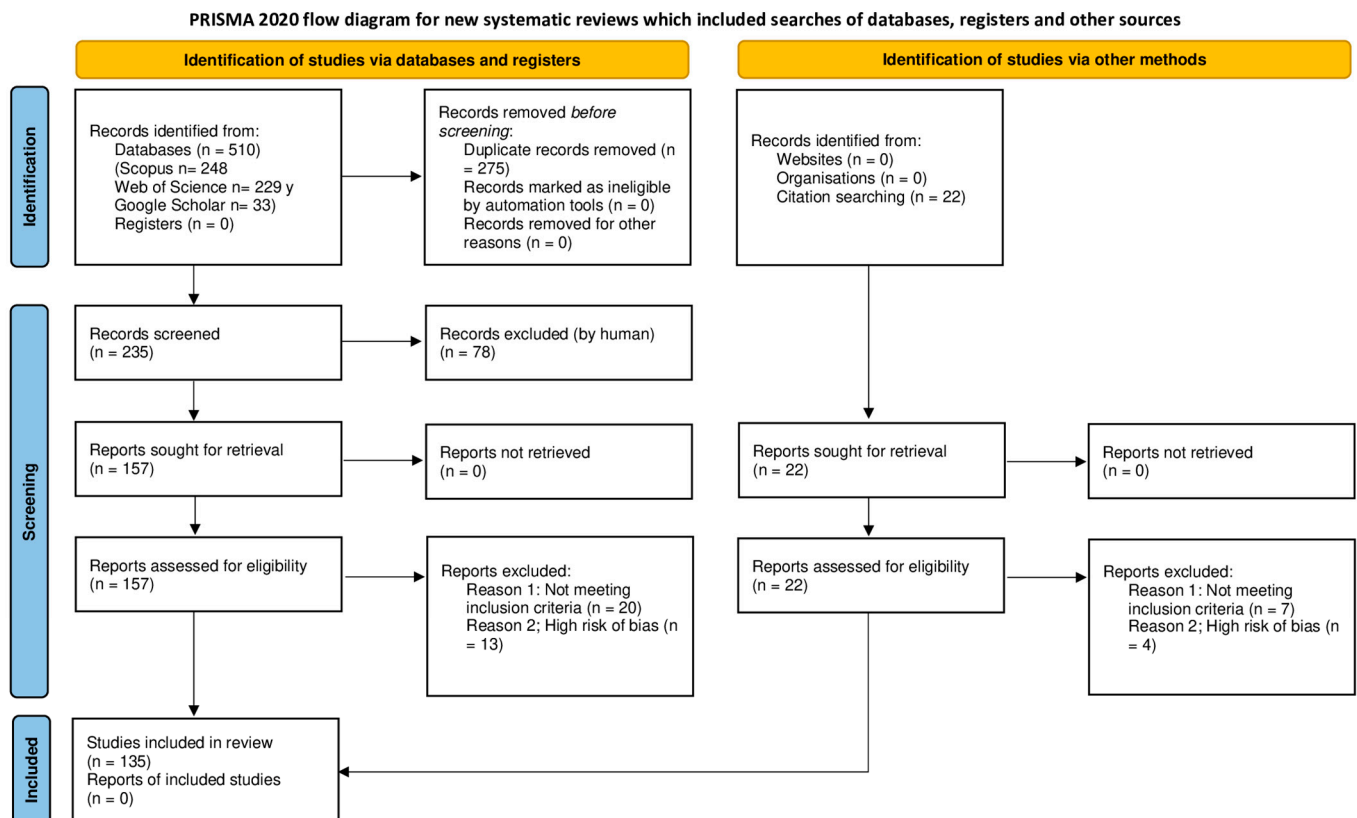 PRISMA 2020 flow diagram for new systematic reviews which included searches of databases, registers and other sources
Identification of studies via databases and registers
Identification of studies via other methods
Identification
Records identified from:
Databases (n = 510)
(Scopus n= 248
Web of Science n= 229 y
Google Scholar n= 33)
Registers (n = 0)
Records removed before
screening:
Duplicate records removed (n
= 275)
Records marked as ineligible
by automation tools (n = 0)
Records removed for other
reasons (n = 0)
Records identified from:
Websites (n = 0)
Organisations (n = 0)
Citation searching (n = 22)
Screening
Records screened
(n = 235)
Records excluded (by human)
(n = 78)
Reports sought for retrieval
(n = 157)
Reports not retrieved
(n = 0)
Reports sought for retrieval
(n = 22)
Reports not retrieved
(n = 0)
Reports assessed for eligibility
(n = 157)
Reports excluded:
Reason 1: Not meeting
inclusion criteria (n = 20)
Reason 2; High risk of bias (n
= 13)
Reports assessed for eligibility
(n = 22)
Reports excluded:
Reason 1: Not meeting
inclusion criteria (n = 7)
Reason 2; High risk of bias (n
= 4)
Included
Studies included in review
(n = 135)
Reports of included studies
(n = 0)